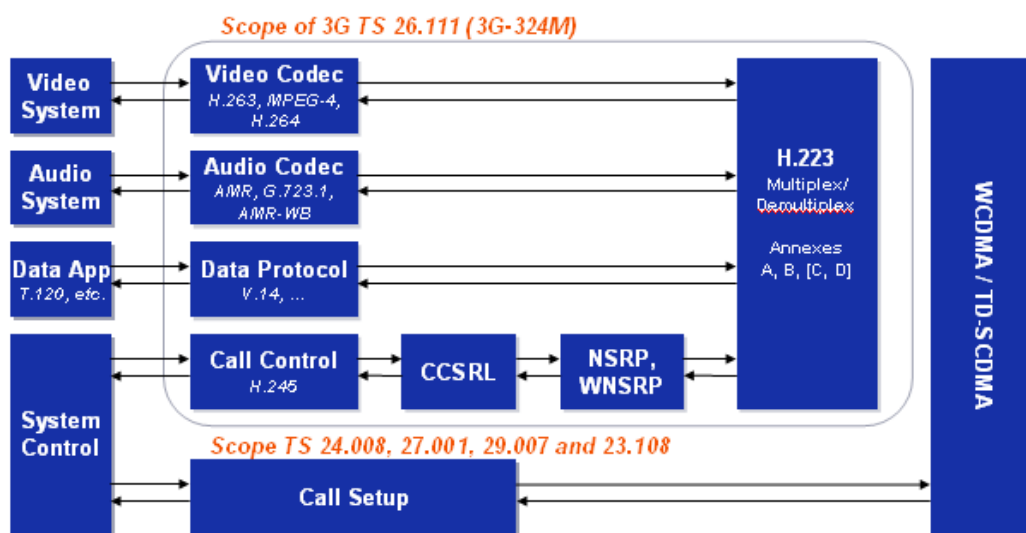 Scope of 3G TS 26.111 (3G-324M)
Video
System
Video Codec
H.263, MPEG-4,
H.264
Audio
System
Audio Codec
AMR, G.723.1,
AMR-WB
Data App
T.120, etc.
Data Protocol
V.14, ...
System
Control
Call Control
H.245
CCSRL
NSRP,
WNSRP
H.223
Multiplex/
Demultiplex
Annexes
A, B, [C, D]
WCDMA / TD-SCDMA
Scope TS 24.008, 27.001, 29.007 and 23.108
Call Setup